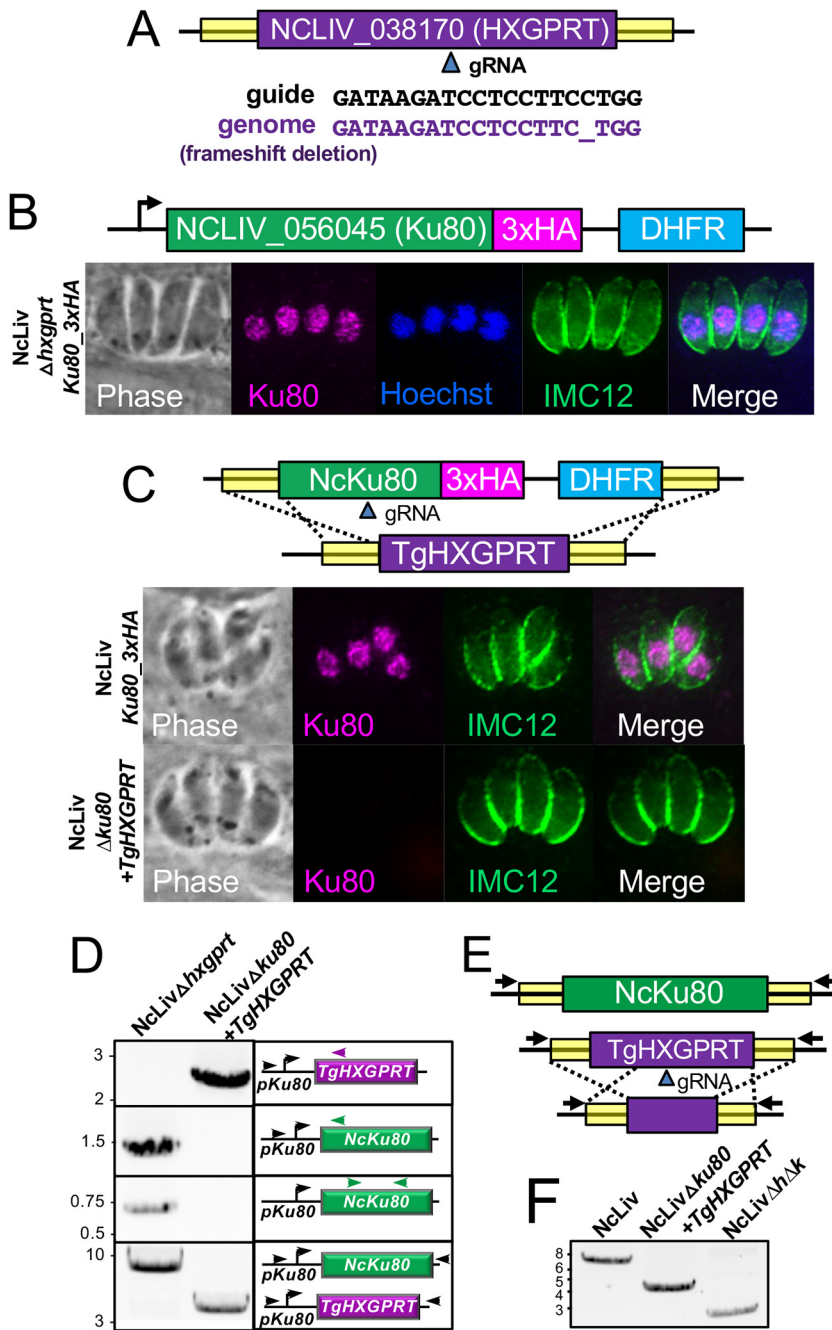 A
NCLIV_038170 (HXGPRT)
gRNA
guide GATAAGATCCTCCTTCCTGG
genome GATAAGATCCTCCTTC_TGG
(frameshift deletion)
B
NCLIV_056045 (Ku80) 3xHA DHFR
NcLiv
Δhxgprt
Ku80_3xHA
Phase Ku80 Hoechst IMC12 Merge
C
NcKu80 3xHA DHFR
gRNA
TgHXGPRT
NcLiv
Ku80_3xHA
Phase Ku80 IMC12 Merge
NcLiv
Δku80
+TgHXGPRT
Phase Ku80 IMC12 Merge
D
NcLivΔhxgprt
NcLivΔku80
+TgHXGPRT
3
2
pKu80 TgHXGPRT
1.5
pKu80 NcKu80
0.75
0.5
pKu80 NcKu80
10
3
pKu80 NcKu80
pKu80 TgHXGPRT
E
NcKu80
TgHXGPRT
gRNA
F
NcLiv
NcLivΔku80
+TgHXGPRT
NcLivΔhΔk
8
6
5
4
3